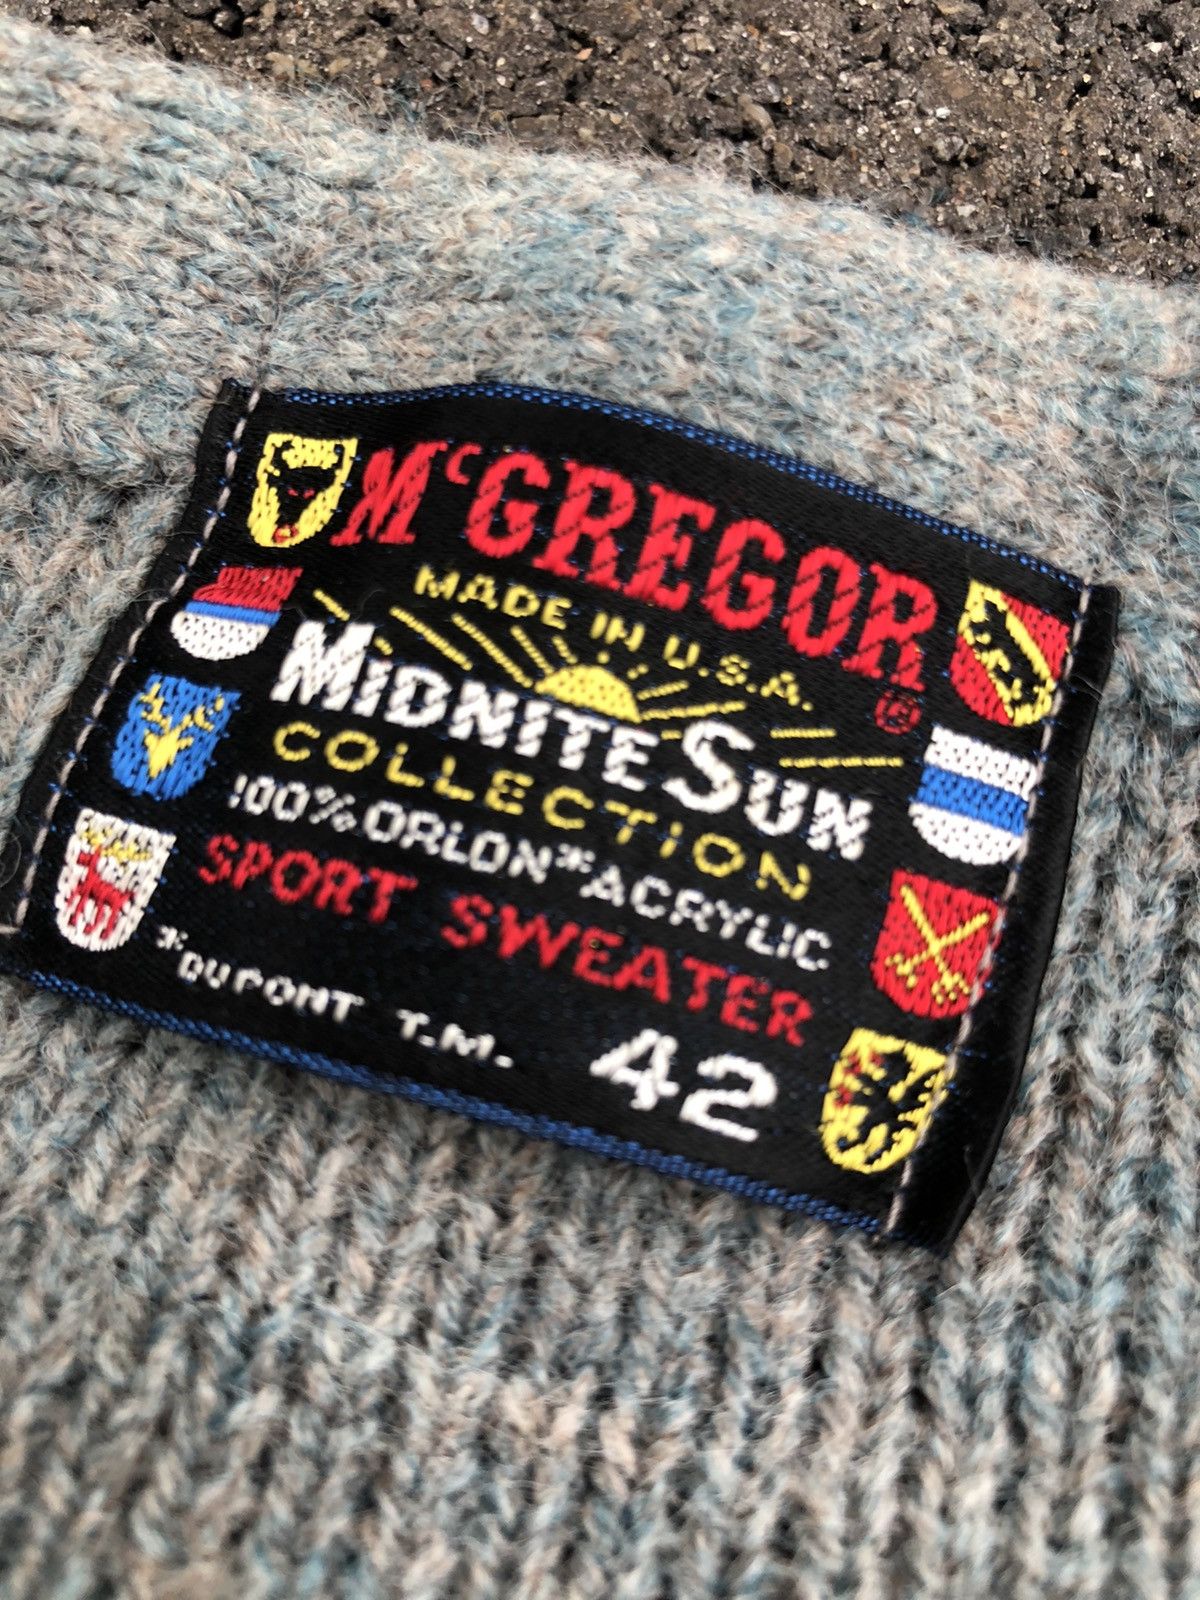 McGREGOR®
MADE IN U.S.A.
MIDNITE SUN
COLLECTION
100% ORLON* ACRYLIC
SPORT SWEATER
*DUPONT T.M. 42